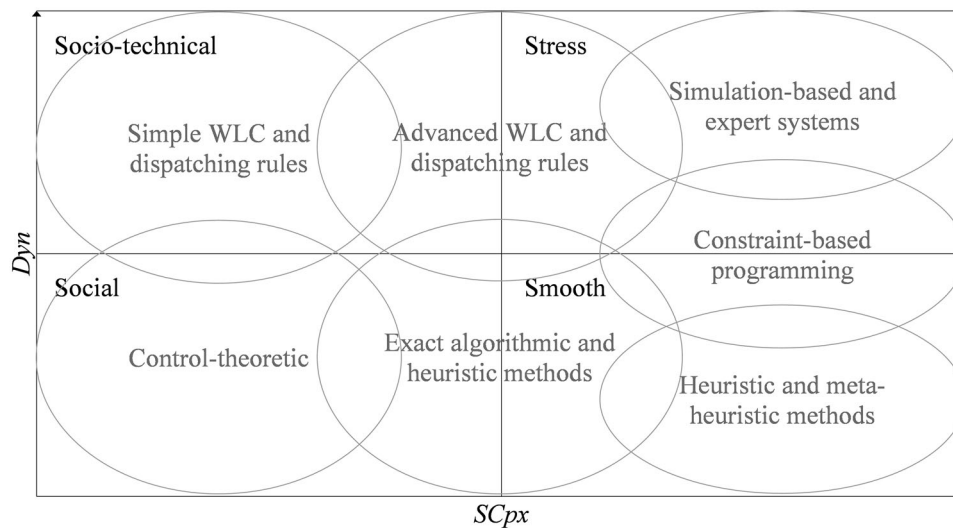 Socio-technical
Stress
Simple WLC and
dispatching rules
Advanced WLC and
dispatching rules
Simulation-based and
expert systems
Constraint-based
programming
Dyn
Social
Smooth
Control-theoretic
Exact algorithmic and
heuristic methods
Heuristic and meta-
heuristic methods
SCpx